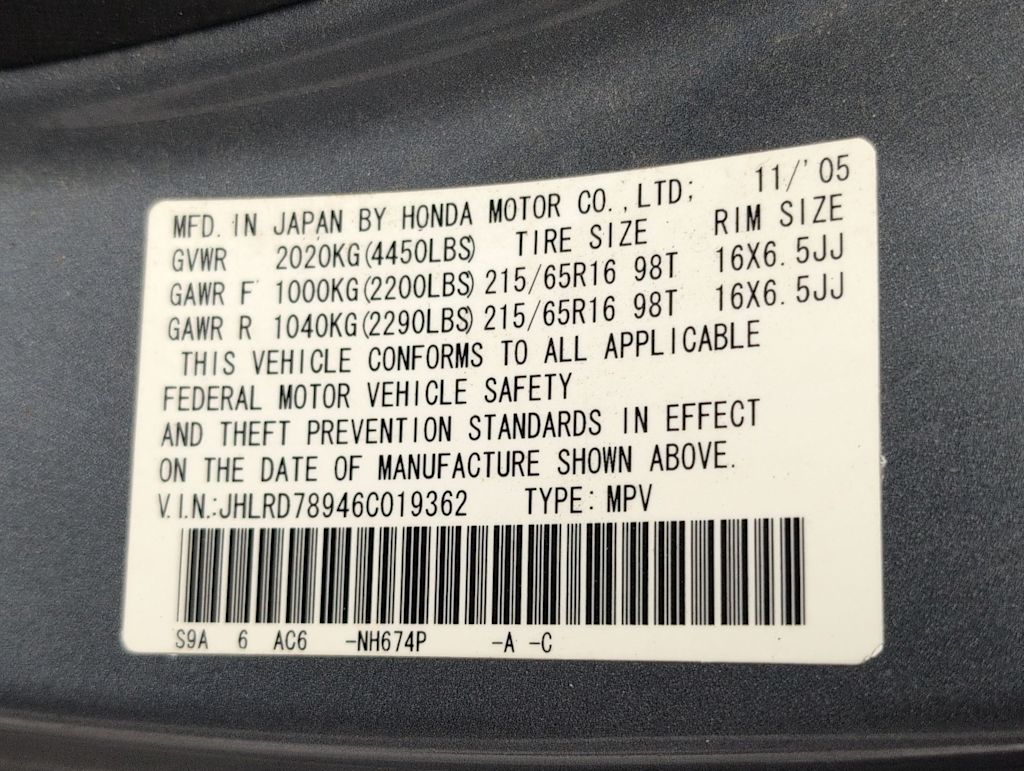 MFD. IN JAPAN BY HONDA MOTOR CO.,LTD; 11/'05
GVWR 2020KG(4450LBS) TIRE SIZE RIM SIZE
GAWR F 1000KG(2200LBS) 215/65R16 98T 16X6.5JJ
GAWR R 1040KG(2290LBS) 215/65R16 98T 16X6.5JJ
THIS VEHICLE CONFORMS TO ALL APPLICABLE
FEDERAL MOTOR VEHICLE SAFETY
AND THEFT PREVENTION STANDARDS IN EFFECT
ON THE DATE OF MANUFACTURE SHOWN ABOVE.
V.I.N.:JHLRD78946C019362 TYPE: MPV
S9A 6 AC6 -NH674P -A -C